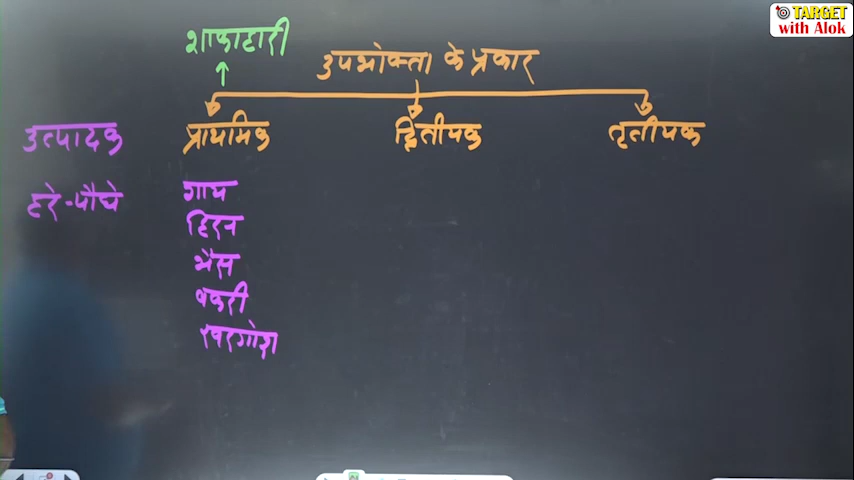 TARGET
with Alok
शाकाहारी
उपभोक्ता के प्रकार
उत्पादक प्राथमिक द्वितीयक तृतीयक
हरे-पौधे गाय
हिरन
भैंस
बकरी
खरगोश